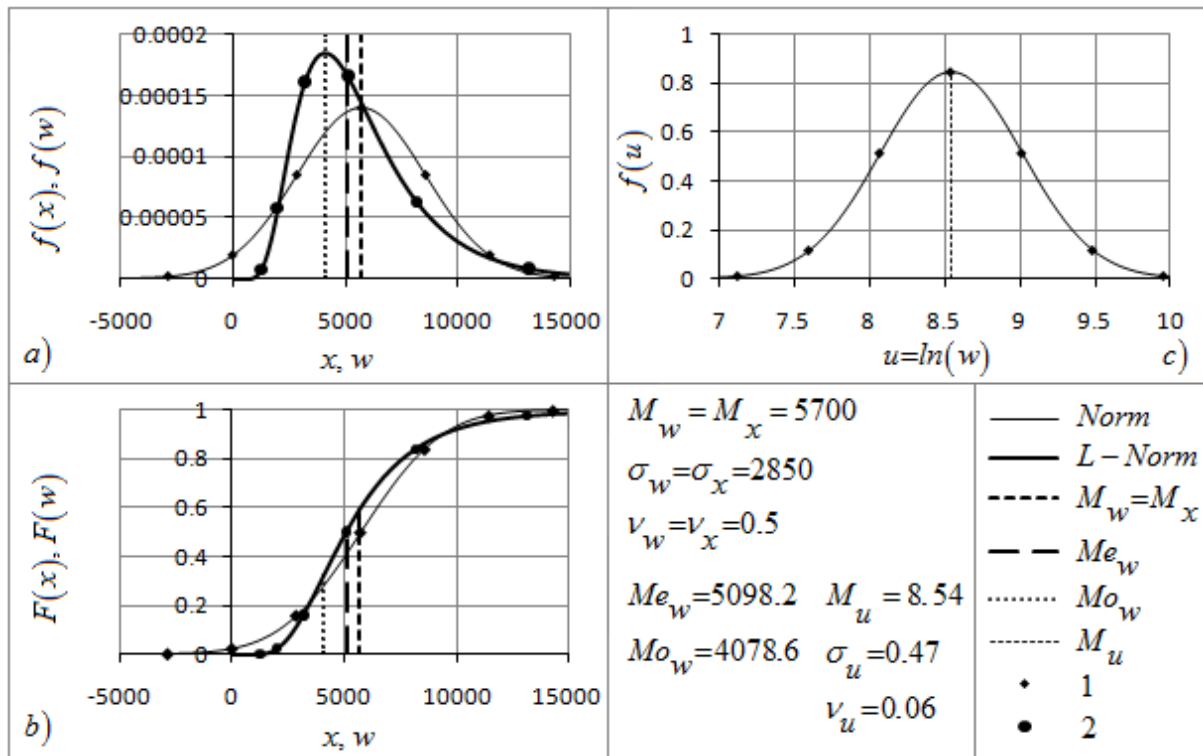 0.0002
0.00015
0.0001
0.00005
0
f(x), f(w)
-5000 0 5000 10000 15000
a) x, w
1
0.8
0.6
0.4
0.2
0
f(u)
7 7.5 8 8.5 9 9.5 10
u=ln(w) c)
1
0.8
0.6
0.4
0.2
0
F(x), F(w)
-5000 0 5000 10000 15000
b) x, w
M_w = M_x = 5700
σ_w=σ_x=2850
ν_w=ν_x=0.5
Me_w=5098.2 M_u = 8.54
Mo_w=4078.6 σ_u=0.47
ν_u=0.06
Norm
L−Norm
M_w=M_x
Me_w
Mo_w
M_u
1
2